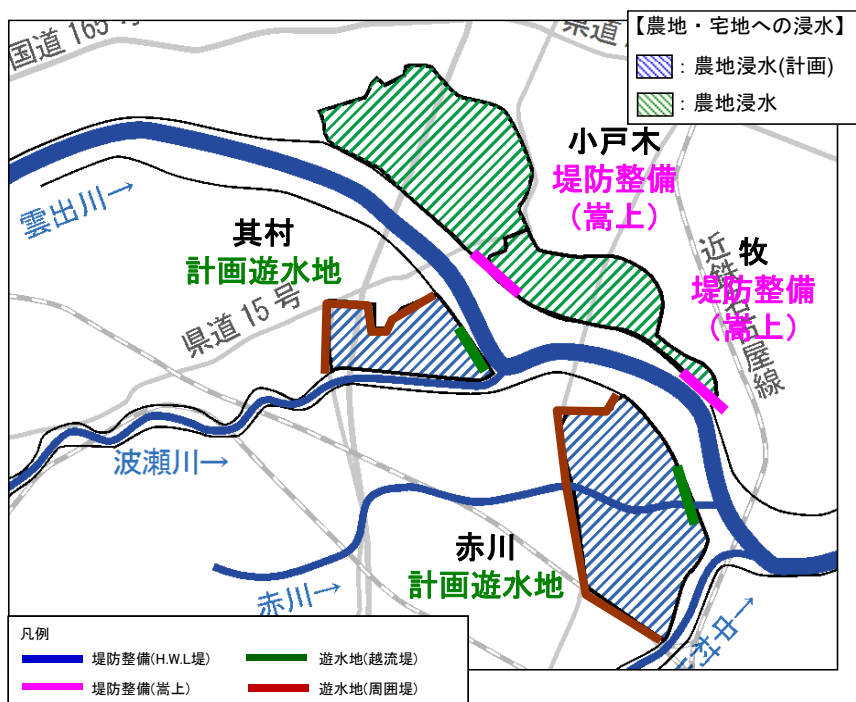 【農地・宅地への浸水】
：農地浸水(計画)
：農地浸水
国道 165 号
県道
小戸木
堤防整備
（嵩上）
雲出川→
其村
計画遊水地
牧
堤防整備
（嵩上）
近鉄名古屋線
県道 15 号
波瀬川→
赤川
計画遊水地
赤川→
中村川→
凡例
堤防整備(H.W.L堤)
遊水地(越流堤)
堤防整備(嵩上)
遊水地(周囲堤)